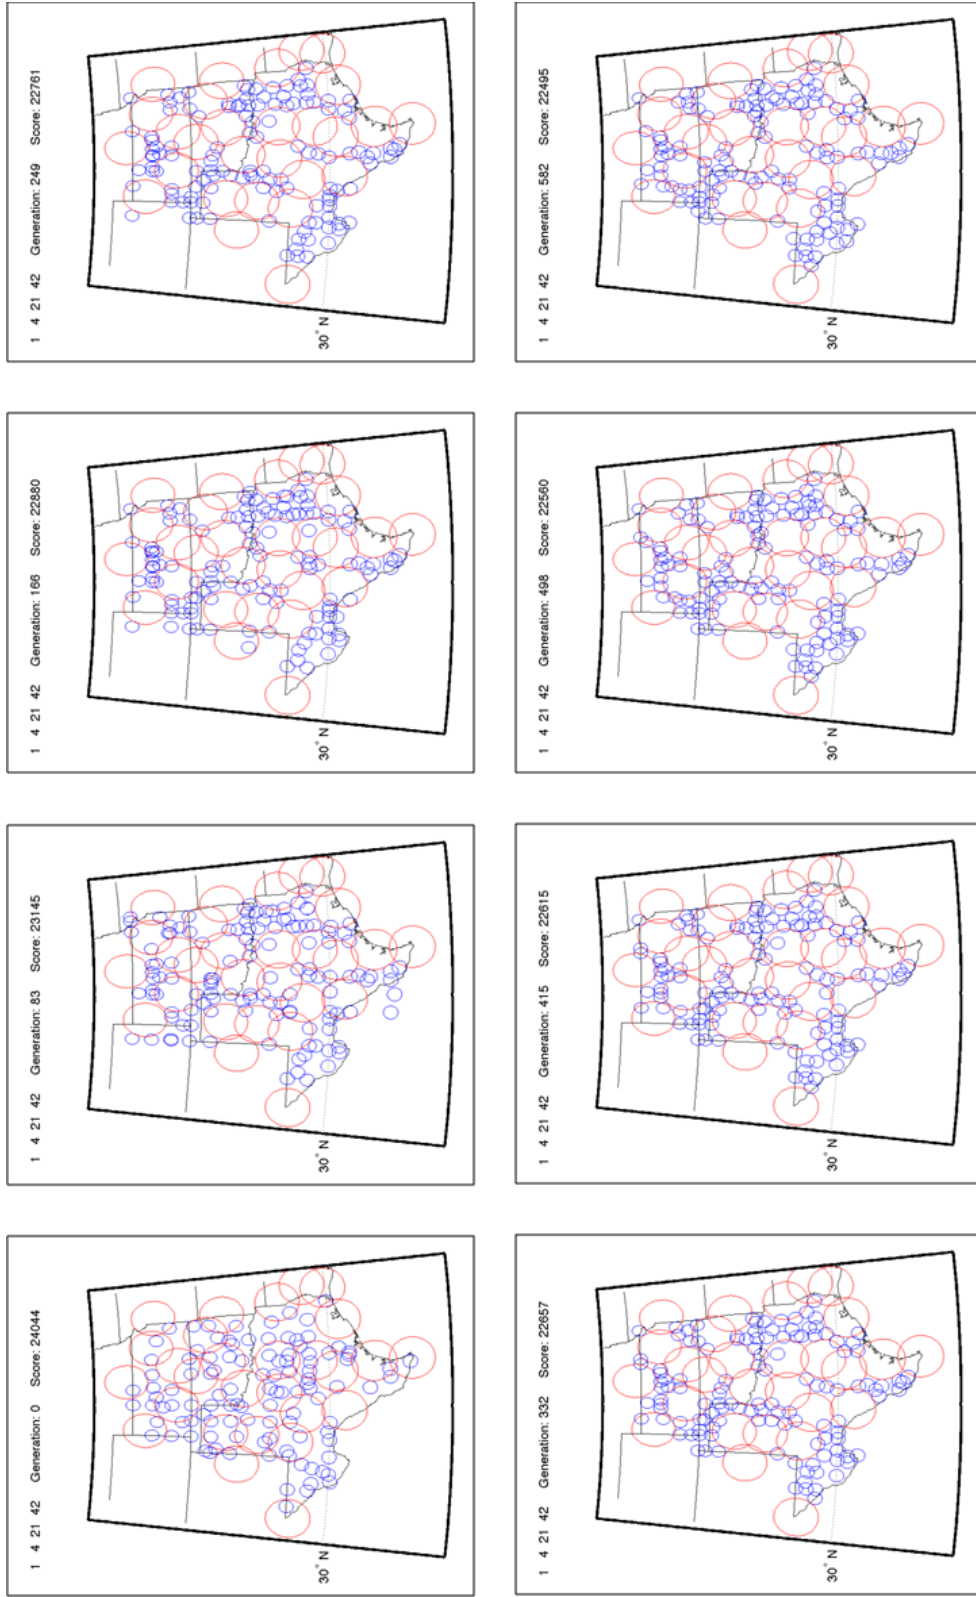 1 4 21 42 Generation: 0 Score: 24044
30° N
1 4 21 42 Generation: 83 Score: 23145
30° N
1 4 21 42 Generation: 166 Score: 22880
30° N
1 4 21 42 Generation: 249 Score: 22761
30° N
1 4 21 42 Generation: 332 Score: 22657
30° N
1 4 21 42 Generation: 415 Score: 22615
30° N
1 4 21 42 Generation: 498 Score: 22560
30° N
1 4 21 42 Generation: 582 Score: 22495
30° N